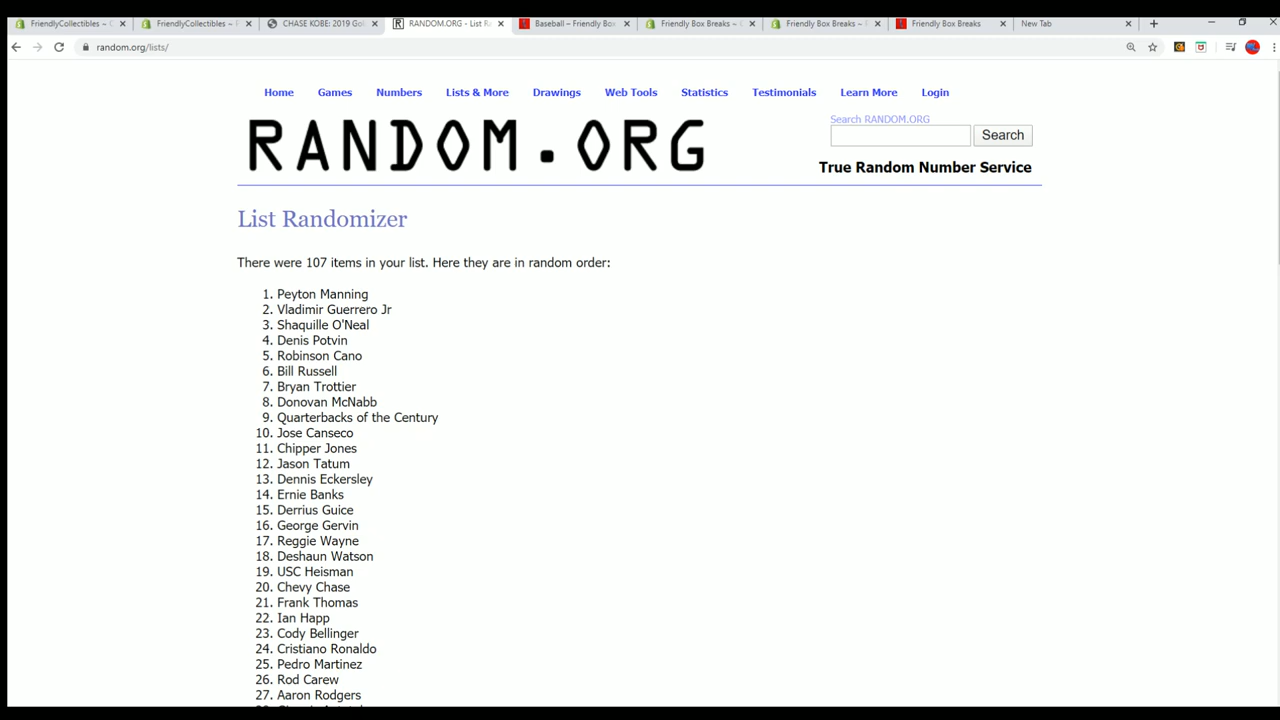 FriendlyCollectibles ~ C
FriendlyCollectibles ~ F
CHASE KOBE: 2019 Gol
RANDOM.ORG - List Ra
Baseball – Friendly Box
Friendly Box Breaks ~ C
Friendly Box Breaks ~ F
Friendly Box Breaks
New Tab
random.org/lists/
Home Games Numbers Lists & More Drawings Web Tools Statistics Testimonials Learn More Login
RANDOM.ORG
Search RANDOM.ORG
Search
True Random Number Service
List Randomizer
There were 107 items in your list. Here they are in random order:
1. Peyton Manning
2. Vladimir Guerrero Jr
3. Shaquille O'Neal
4. Denis Potvin
5. Robinson Cano
6. Bill Russell
7. Bryan Trottier
8. Donovan McNabb
9. Quarterbacks of the Century
10. Jose Canseco
11. Chipper Jones
12. Jason Tatum
13. Dennis Eckersley
14. Ernie Banks
15. Derrius Guice
16. George Gervin
17. Reggie Wayne
18. Deshaun Watson
19. USC Heisman
20. Chevy Chase
21. Frank Thomas
22. Ian Happ
23. Cody Bellinger
24. Cristiano Ronaldo
25. Pedro Martinez
26. Rod Carew
27. Aaron Rodgers